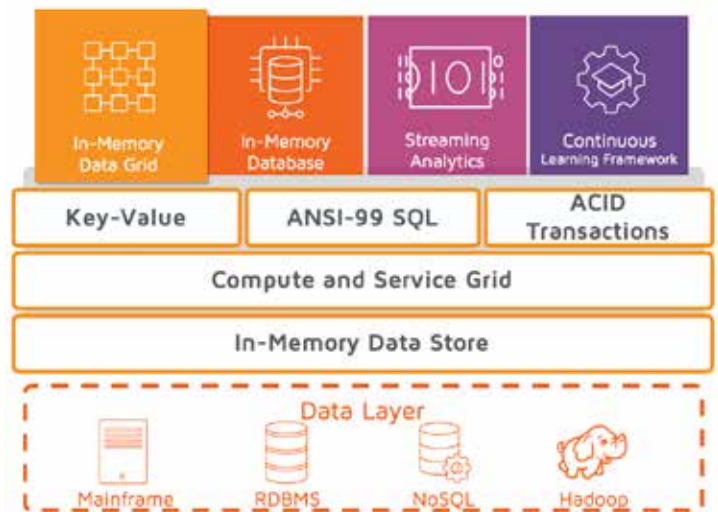 In-Memory
Data Grid
In-Memory
Database
Streaming
Analytics
Continuous
Learning Framework
Key-Value
ANSI-99 SQL
ACID
Transactions
Compute and Service Grid
In-Memory Data Store
Data Layer
Mainframe
RDBMS
NoSQL
Hadoop